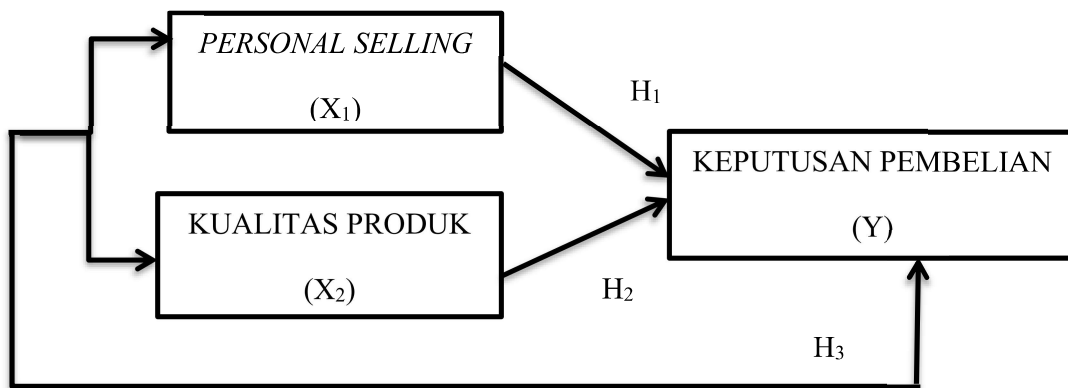 PERSONAL SELLING
(X₁)
H₁
KEPUTUSAN PEMBELIAN
(Y)
KUALITAS PRODUK
(X₂)
H₂
H₃